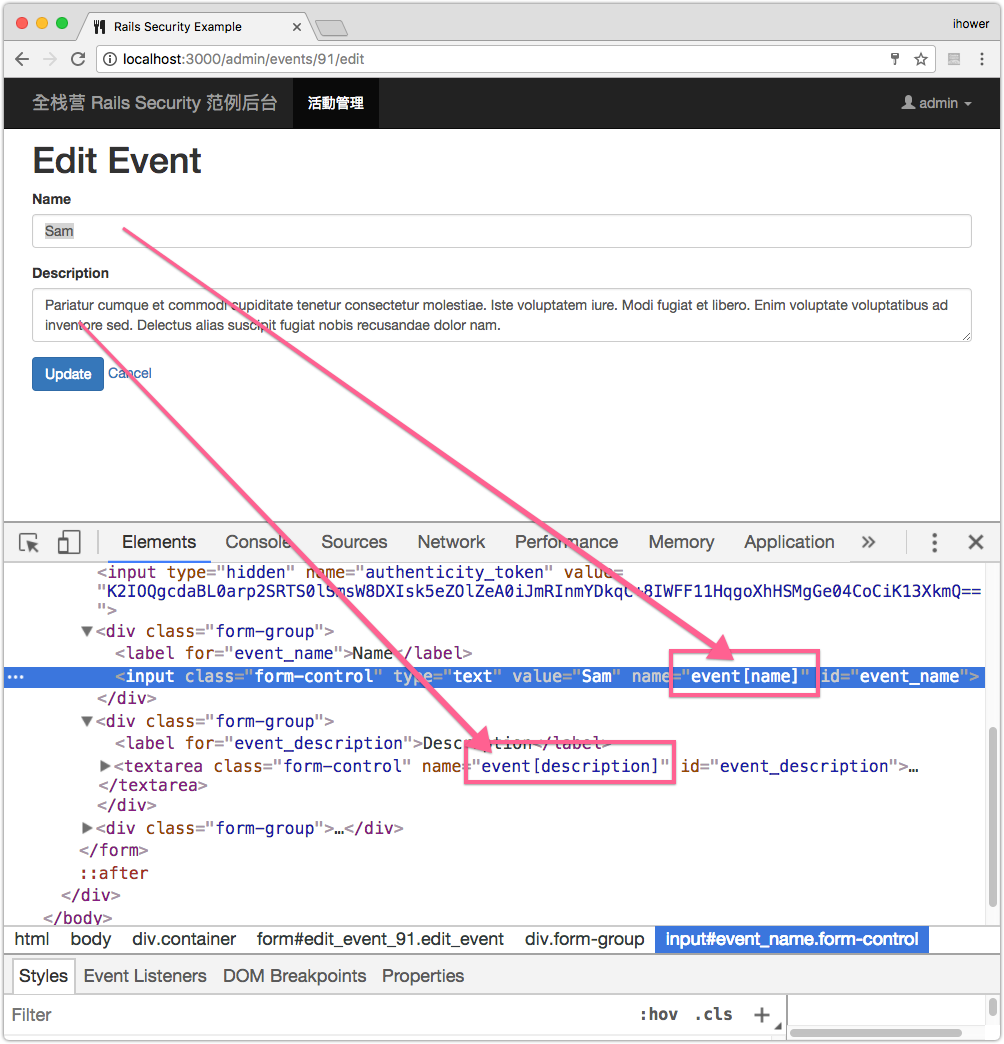 Rails Security Example
ihower
localhost:3000/admin/events/91/edit
全栈营 Rails Security 范例后台 活動管理 admin
Edit Event
Name
Sam
Description
Pariatur cumque et commodi cupiditate tenetur consectetur molestiae. Iste voluptatem iure. Modi fugiat et libero. Enim voluptate voluptatibus ad
inventore sed. Delectus alias suscipit fugiat nobis recusandae dolor nam.
Update Cancel
Elements Console Sources Network Performance Memory Application »
<input type="hidden" name="authenticity_token" value=
">
<div class="form-group">
<label for="event_name">Name</label>
<input class="form-control" type="text" value="Sam" name="event[name]" id="event_name">
</div>
<div class="form-group">
<label for="event_description">Description</label>
<textarea class="form-control" name="event[description]" id="event_description">…
</textarea>
</div>
<div class="form-group">…</div>
</form>
::after
</div>
</body>
html body div.container form#edit_event_91.edit_event div.form-group input#event_name.form-control
Styles Event Listeners DOM Breakpoints Properties
Filter :hov .cls +